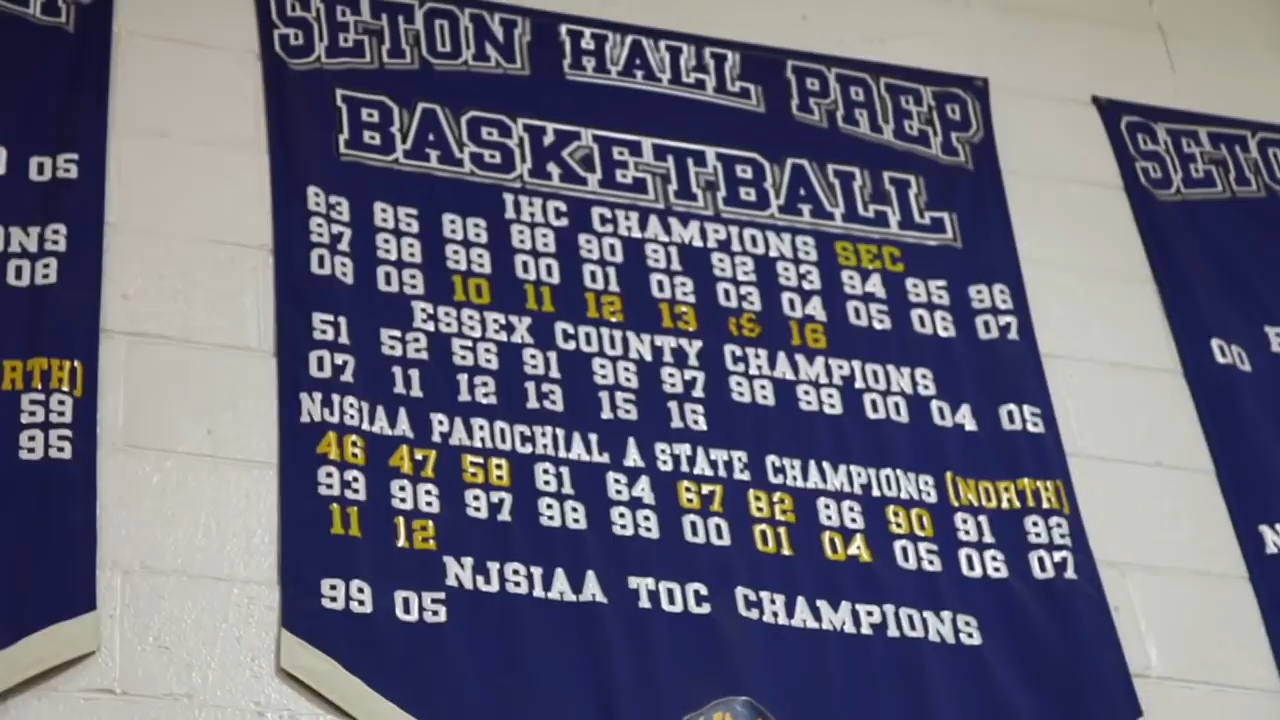 SETON HALL PREP
BASKETBALL
IHC CHAMPIONS SEC
83 85 86 88 90 91 92 93 94 95 96
97 98 99 00 01 02 03 04 05 06 07
08 09 10 11 12 13 15 16
ESSEX COUNTY CHAMPIONS
51 52 56 91 96 97 98 99 00 04 05
07 11 12 13 15 16
NJSIAA PAROCHIAL A STATE CHAMPIONS (NORTH)
46 47 58 61 64 67 82 86 90 91 92
93 96 97 98 99 00 01 04 05 06 07
11 12
NJSIAA TOC CHAMPIONS
99 05
05
NS
08
RTH)
59
95
SETO
00